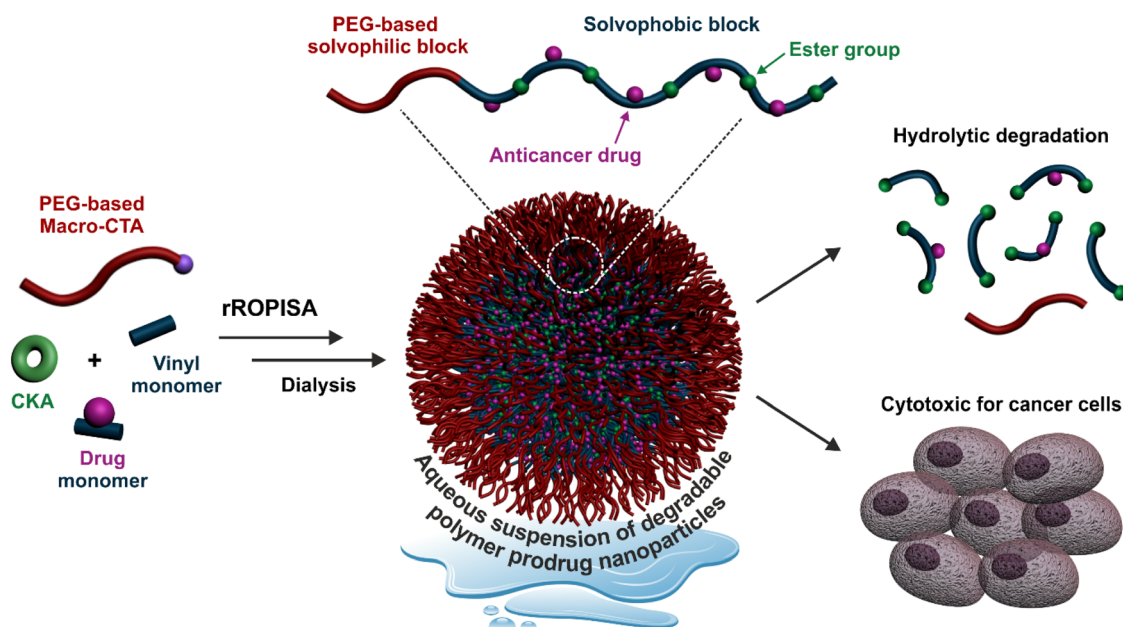 PEG-based
solvophilic block
Solvophobic block
Ester group
Anticancer drug
PEG-based
Macro-CTA
CKA
+
Vinyl
monomer
Drug
monomer
rROPISA
Dialysis
Aqueous suspension of degradable
polymer prodrug nanoparticles
Hydrolytic degradation
Cytotoxic for cancer cells